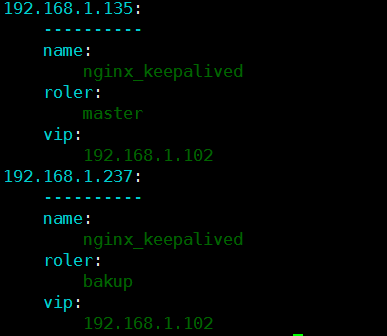 192.168.1.135:
----------
name:
nginx_keepalived
roler:
master
vip:
192.168.1.102
192.168.1.237:
----------
name:
nginx_keepalived
roler:
bakup
vip:
192.168.1.102